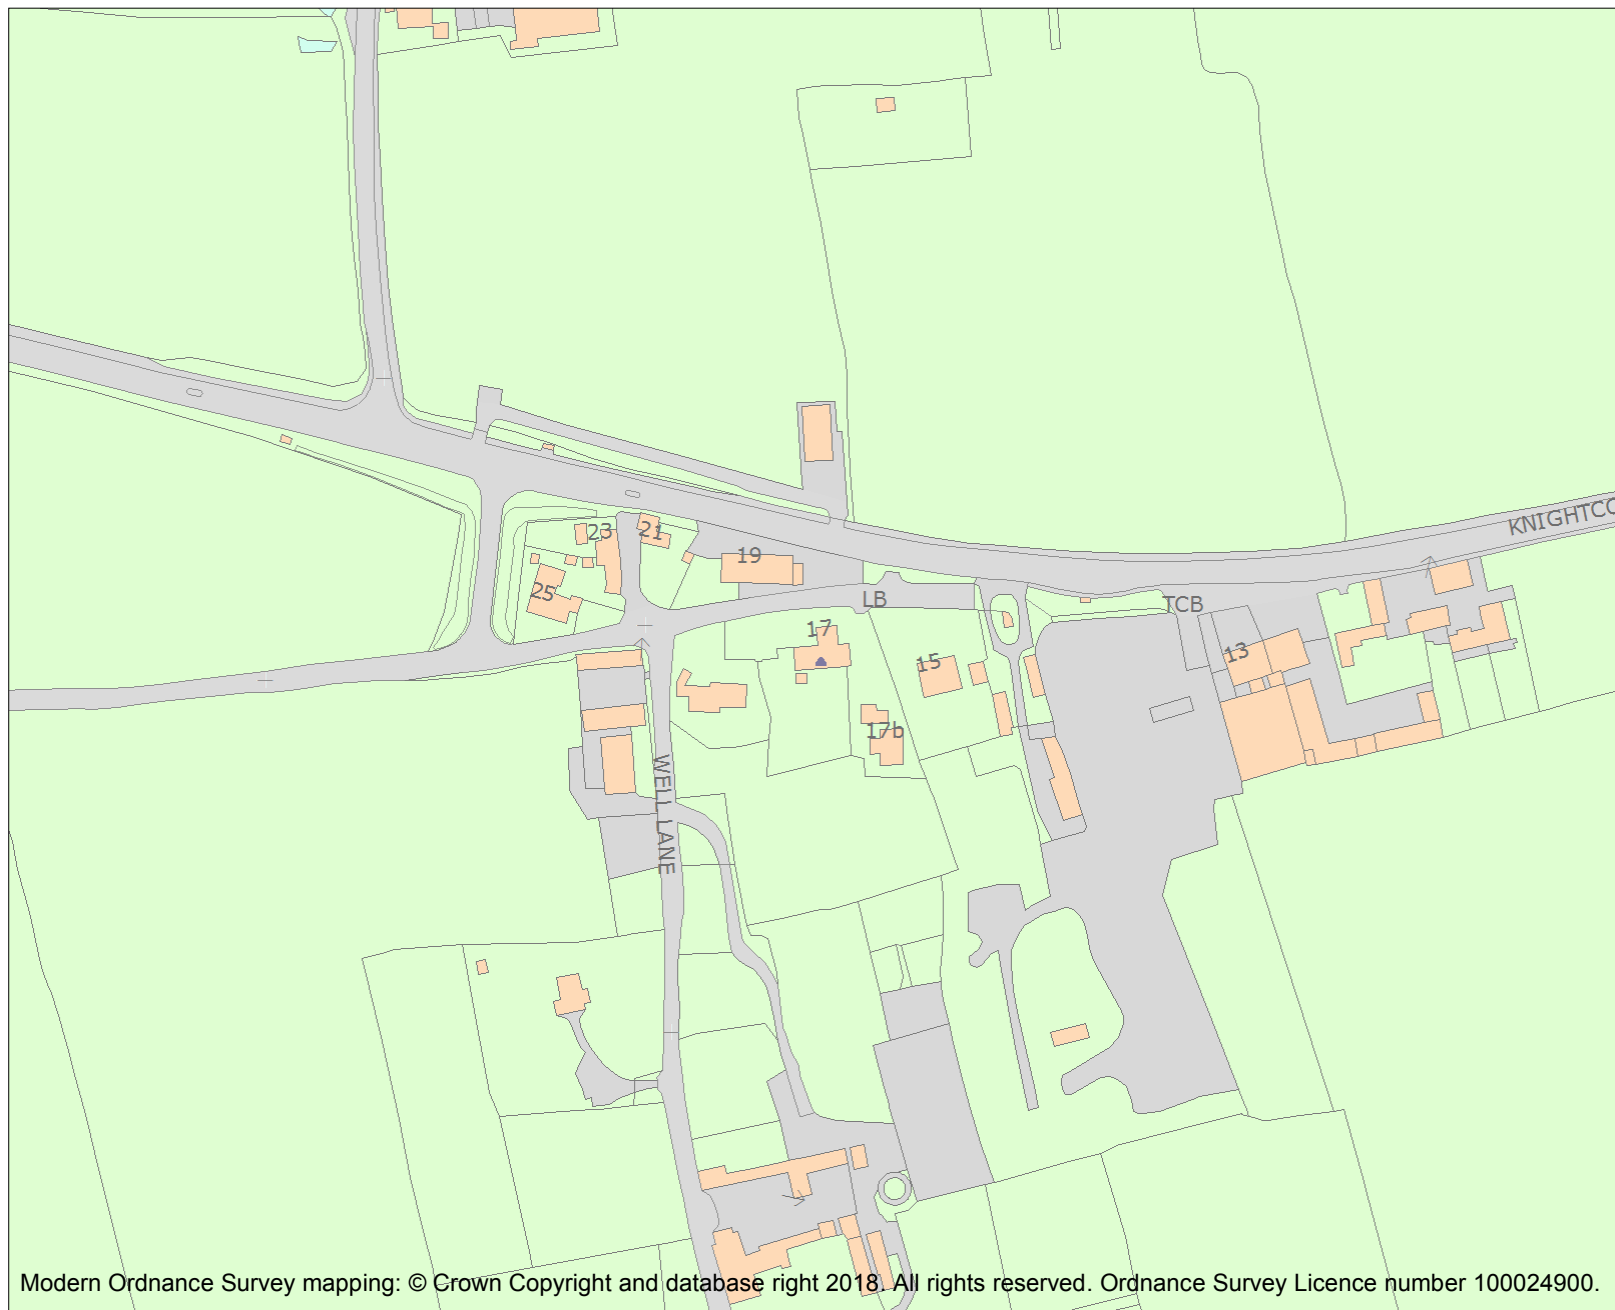 KNIGHTCO
23
21
19
25
LB
TCB
17
15
13
17b
WELL LANE
Modern Ordnance Survey mapping: © Crown Copyright and database right 2018. All rights reserved. Ordnance Survey Licence number 100024900.